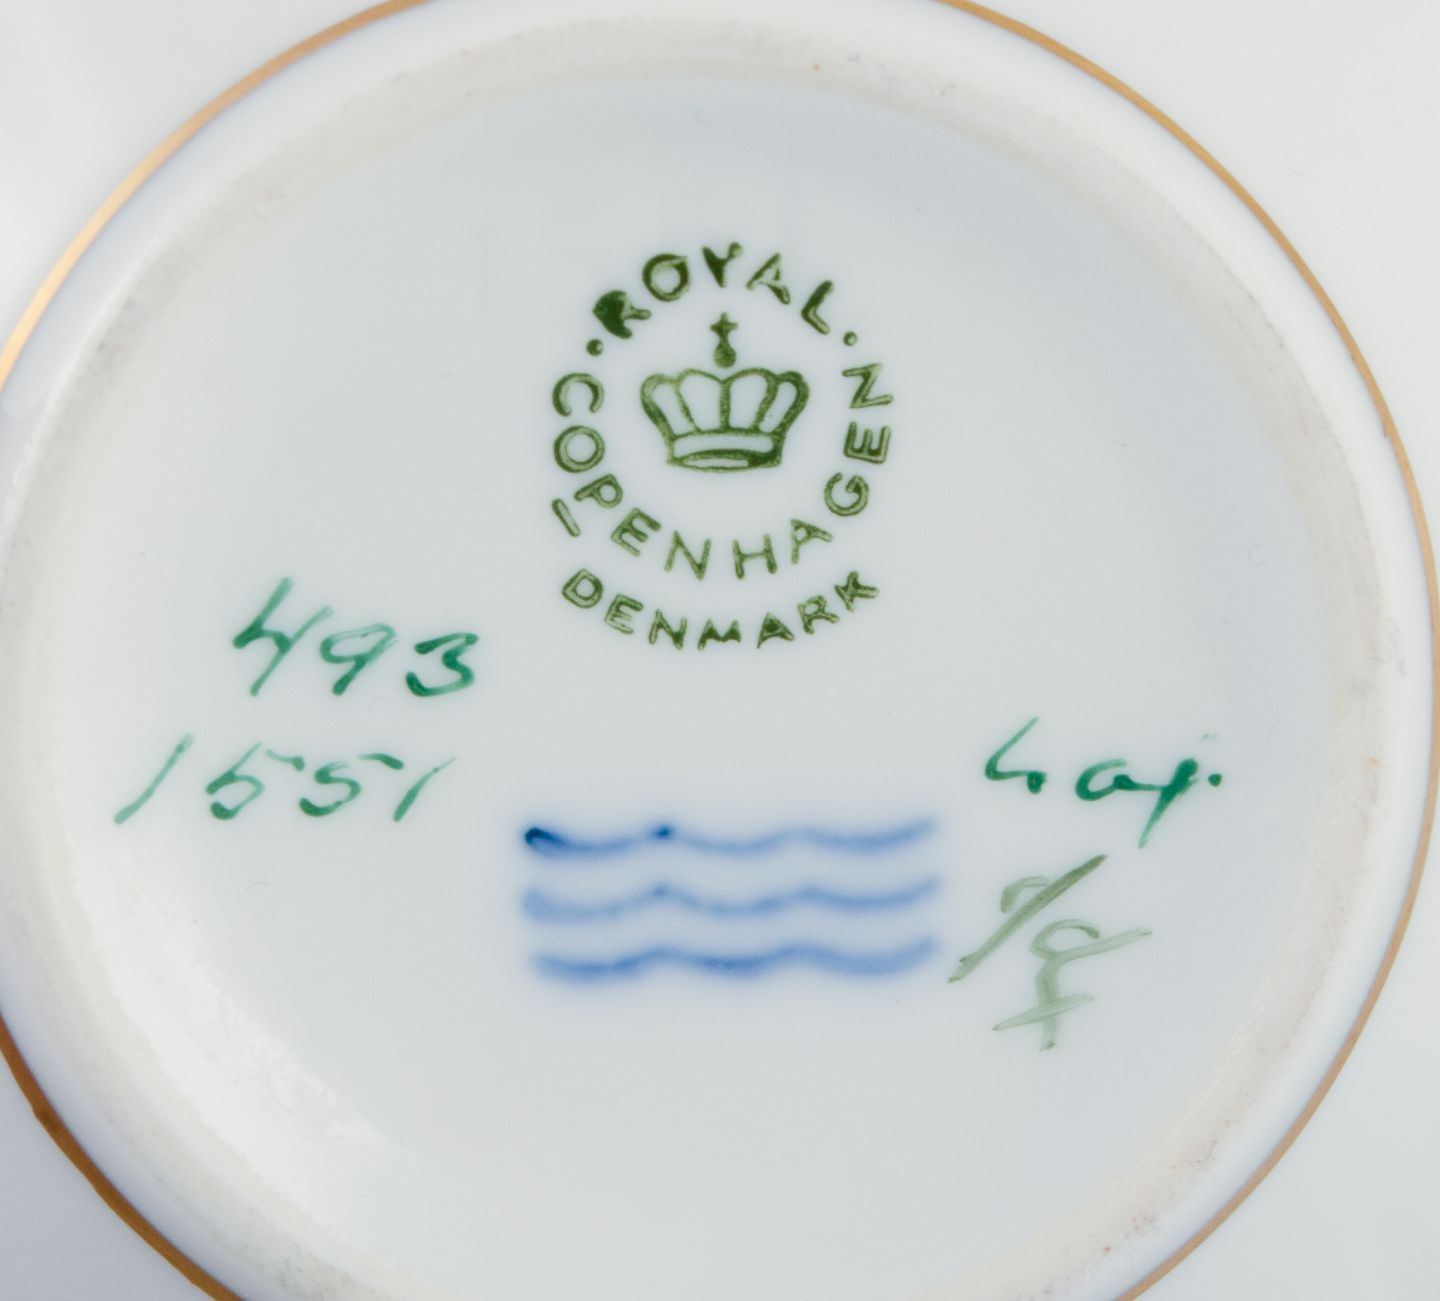 ·ROYAL·
COPENHAGEN
DENMARK
493
1551